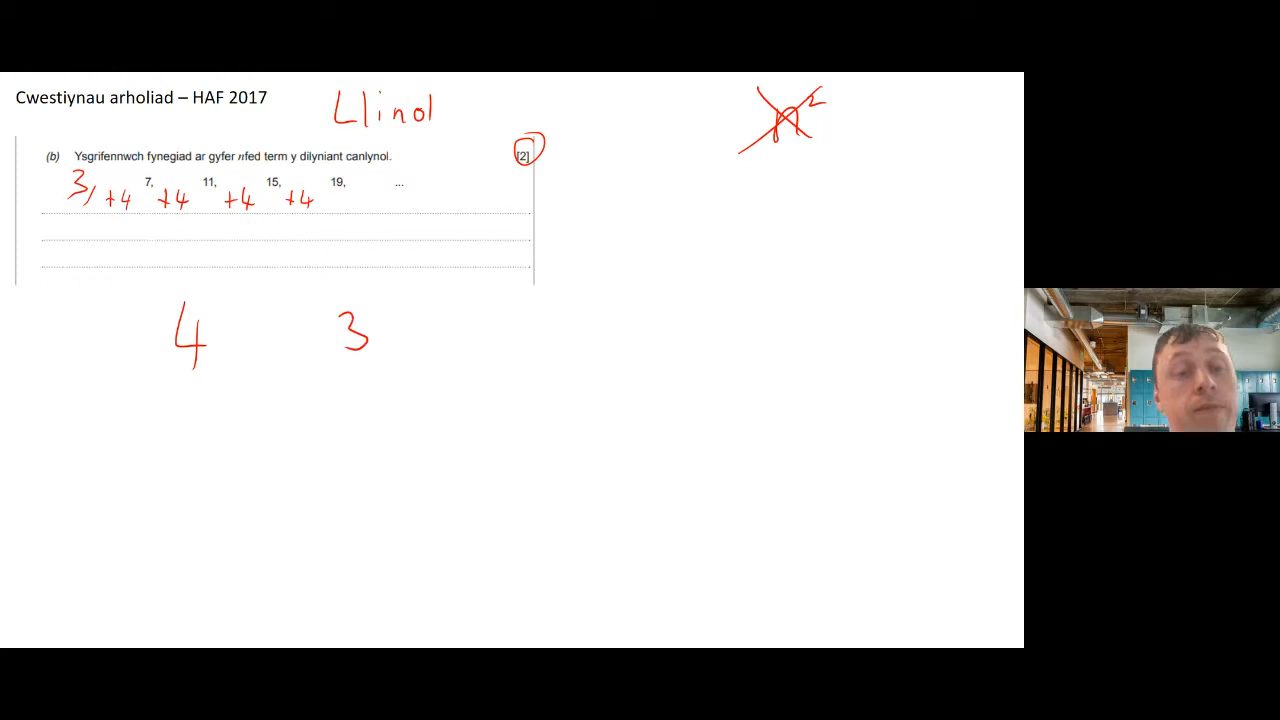 Cwestiynau arholiad – HAF 2017
Llinol
n²
(b) Ysgrifennwch fynegiad ar gyfer nfed term y dilyniant canlynol. [2]
3, 7, 11, 15, 19, ...
+4 +4 +4 +4
4 3